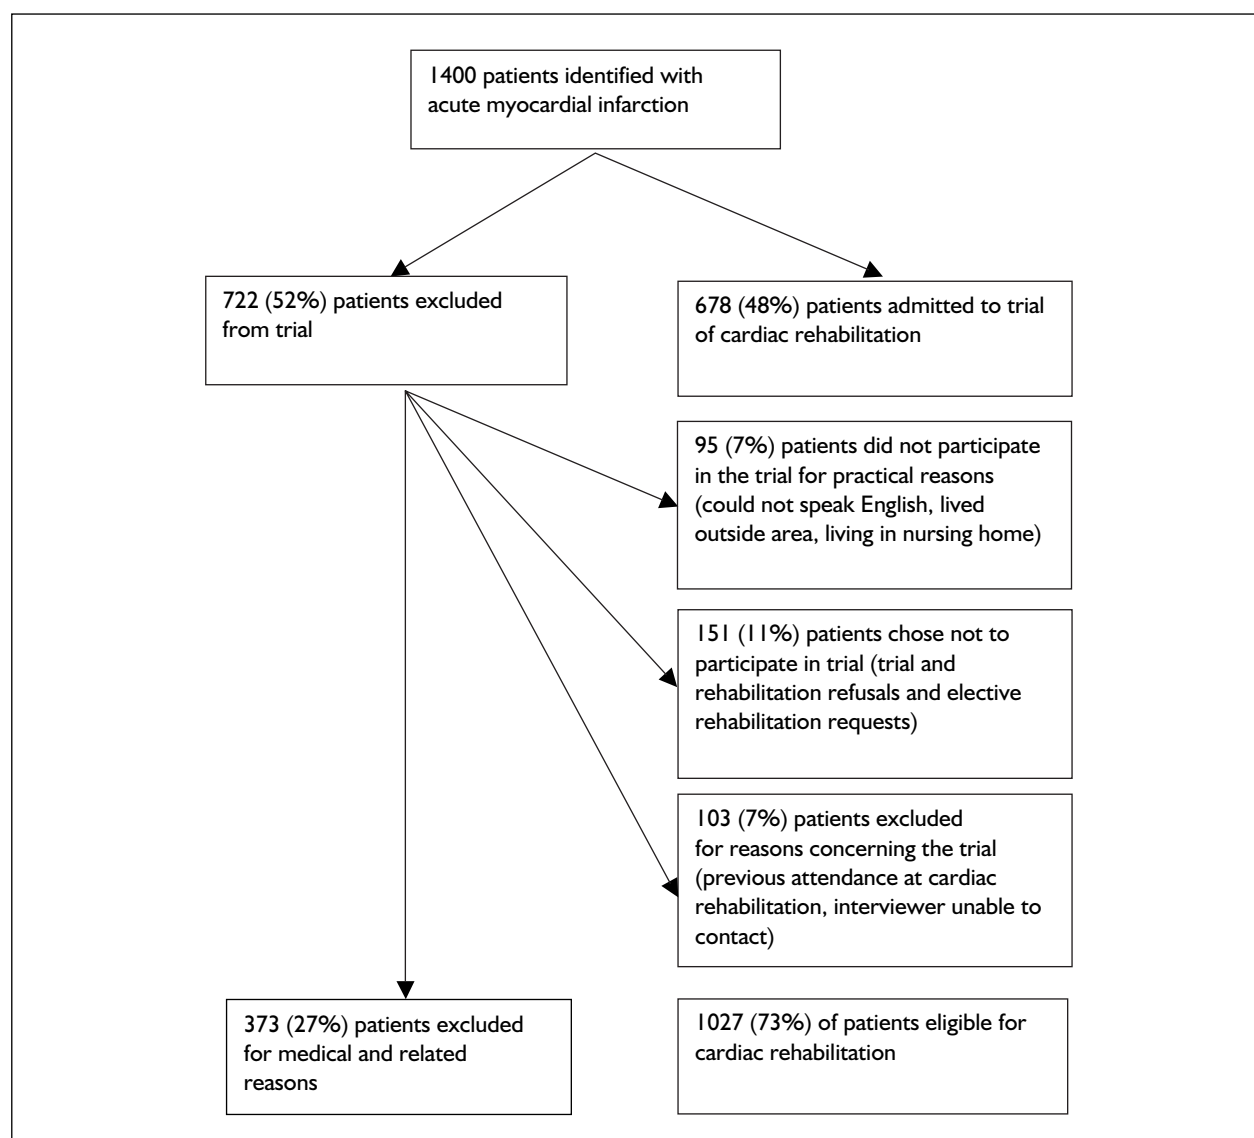 1400 patients identified with
acute myocardial infarction
722 (52%) patients excluded
from trial
678 (48%) patients admitted to trial
of cardiac rehabilitation
95 (7%) patients did not participate
in the trial for practical reasons
(could not speak English, lived
outside area, living in nursing home)
151 (11%) patients chose not to
participate in trial (trial and
rehabilitation refusals and elective
rehabilitation requests)
103 (7%) patients excluded
for reasons concerning the trial
(previous attendance at cardiac
rehabilitation, interviewer unable to
contact)
373 (27%) patients excluded
for medical and related
reasons
1027 (73%) of patients eligible for
cardiac rehabilitation